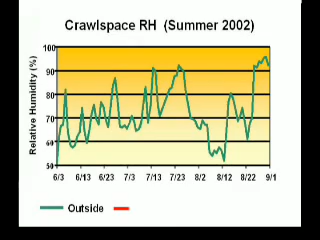 Crawlspace RH (Summer 2002)
Relative Humidity (%)
100
90
80
70
60
50
6/3 6/13 6/23 7/3 7/13 7/23 8/2 8/12 8/22 9/1
Outside